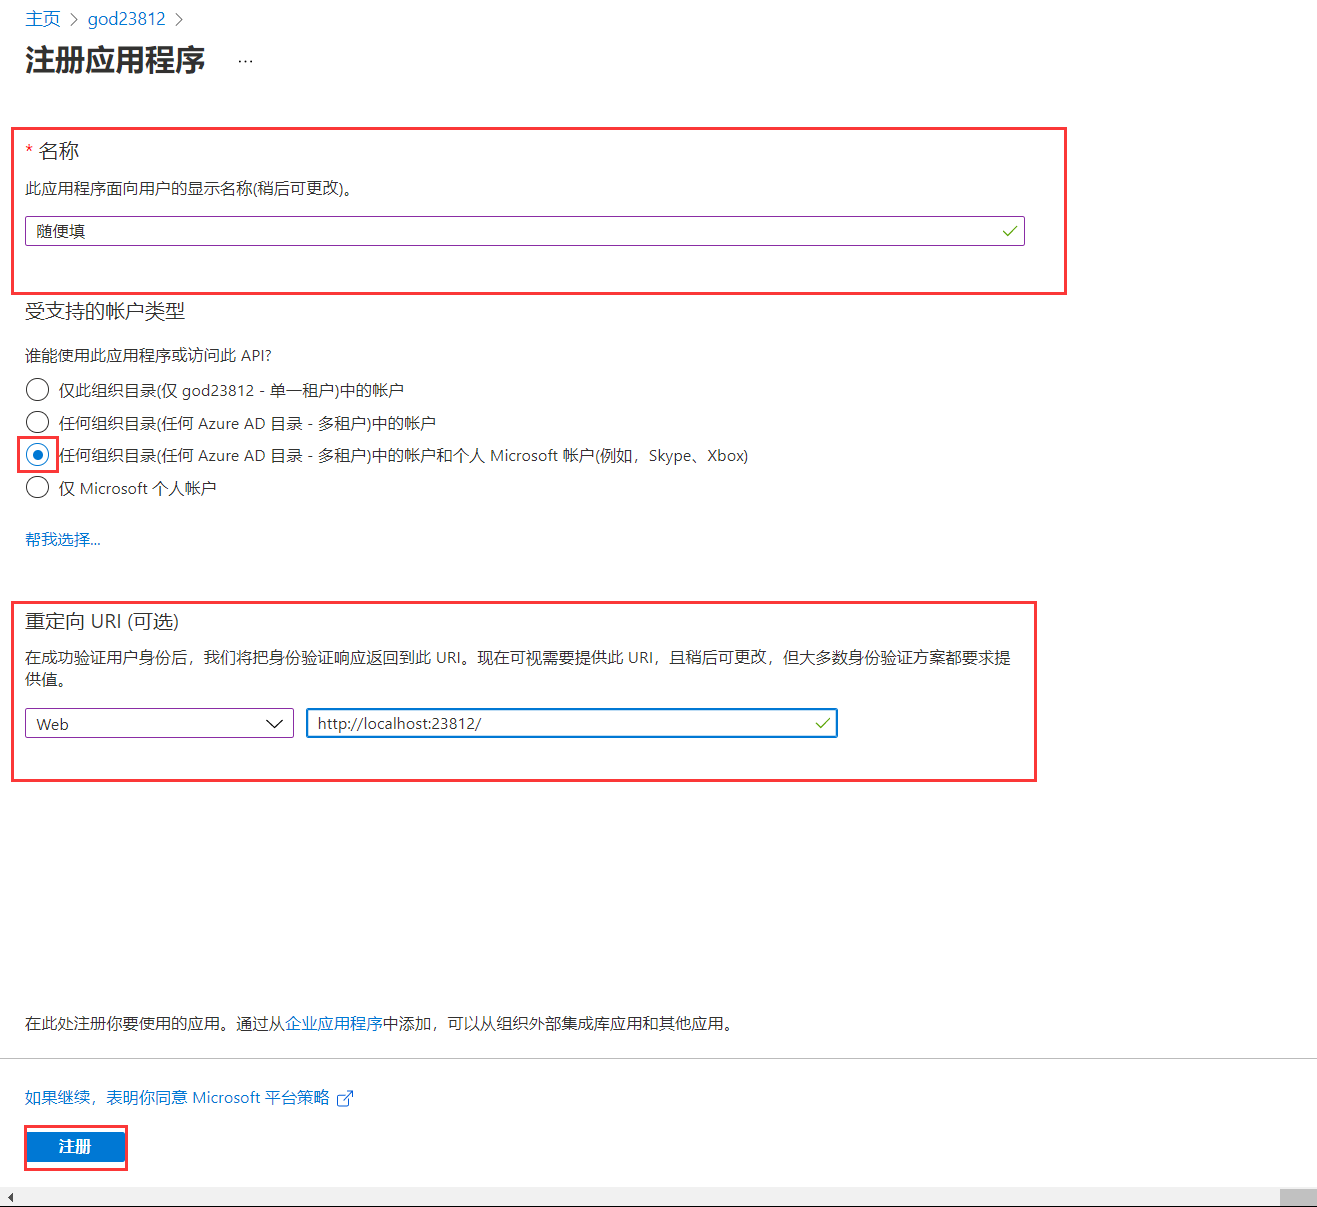 主页 > god23812 >
注册应用程序 ...
* 名称
此应用程序面向用户的显示名称(稍后可更改)。
随便填
受支持的帐户类型
谁能使用此应用程序或访问此 API?
仅此组织目录(仅 god23812 - 单一租户)中的帐户
任何组织目录(任何 Azure AD 目录 - 多租户)中的帐户
任何组织目录(任何 Azure AD 目录 - 多租户)中的帐户和个人 Microsoft 帐户(例如，Skype、Xbox)
仅 Microsoft 个人帐户
帮我选择...
重定向 URI (可选)
在成功验证用户身份后，我们将把身份验证响应返回到此 URI。现在可视需要提供此 URI，且稍后可更改，但大多数身份验证方案都要求提
供值。
Web http://localhost:23812/
在此处注册你要使用的应用。通过从企业应用程序中添加，可以从组织外部集成库应用和其他应用。
如果继续，表明你同意 Microsoft 平台策略
注册